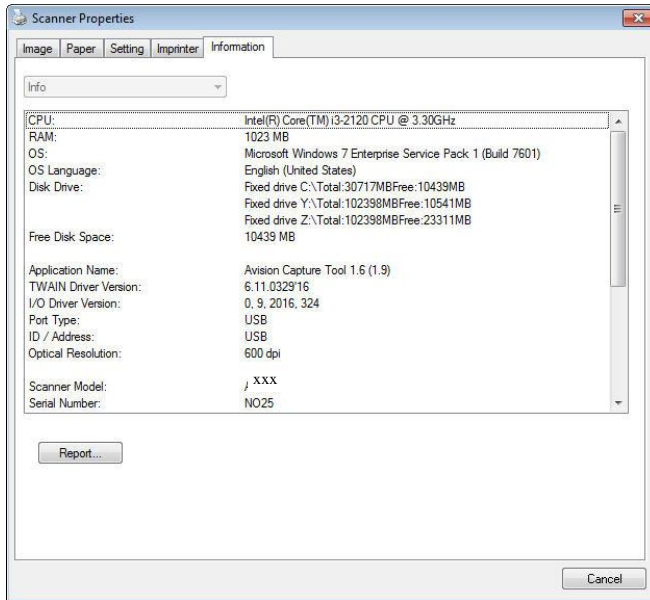 Scanner Properties
Image Paper Setting Imprinter Information
Info
CPU: Intel(R) Core(TM) i3-2120 CPU @ 3.30GHz
RAM: 1023 MB
OS: Microsoft Windows 7 Enterprise Service Pack 1 (Build 7601)
OS Language: English (United States)
Disk Drive: Fixed drive C:\Total:30717MBFree:10439MB
Fixed drive Y:\Total:102398MBFree:10541MB
Fixed drive Z:\Total:102398MBFree:23311MB
Free Disk Space: 10439 MB
Application Name: Avision Capture Tool 1.6 (1.9)
TWAIN Driver Version: 6.11.0329'16
I/O Driver Version: 0, 9, 2016, 324
Port Type: USB
ID / Address: USB
Optical Resolution: 600 dpi
Scanner Model: xxx
Serial Number: NO25
Report...
Cancel